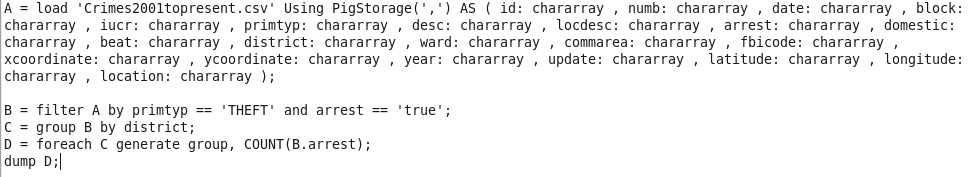 A = load 'Crimes2001topresent.csv' Using PigStorage(',') AS ( id: chararray , numb: chararray , date: chararray , block:
chararray , iucr: chararray , primtyp: chararray , desc: chararray , locdesc: chararray , arrest: chararray , domestic:
chararray , beat: chararray , district: chararray , ward: chararray , commarea: chararray , fbicode: chararray ,
xcoordinate: chararray , ycoordinate: chararray , year: chararray , update: chararray , latitude: chararray , longitude:
chararray , location: chararray );
B = filter A by primtyp == 'THEFT' and arrest == 'true';
C = group B by district;
D = foreach C generate group, COUNT(B.arrest);
dump D;